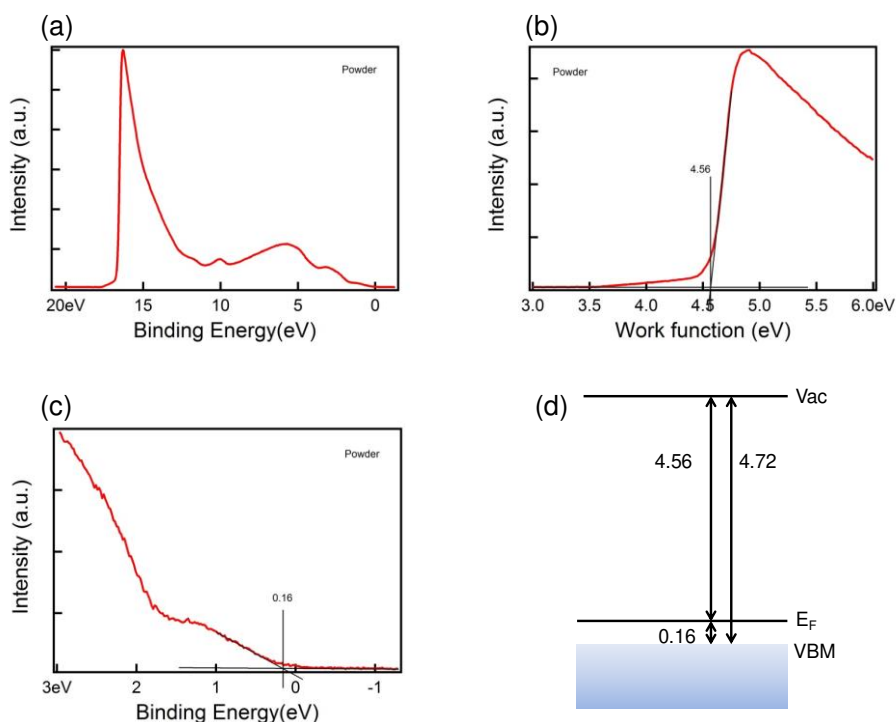 (a)
Powder
Intensity (a.u.)
20eV 15 10 5 0
Binding Energy(eV)
(b)
Powder
4.56
Intensity (a.u.)
3.0 3.5 4.0 4.5 5.0 5.5 6.0eV
Work function (eV)
(c)
Powder
0.16
Intensity (a.u.)
3eV 2 1 0 -1
Binding Energy(eV)
(d)
Vac
4.56 4.72
EF
0.16
VBM